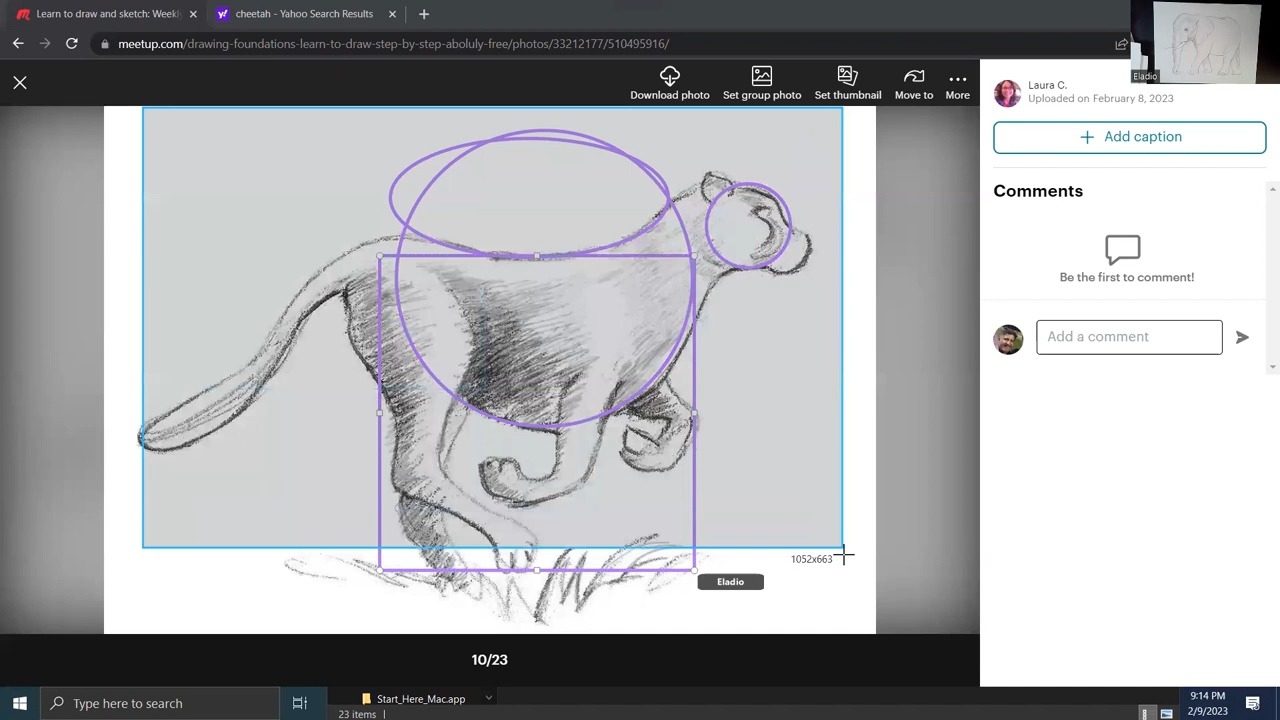 Learn to draw and sketch: Weekl
cheetah - Yahoo Search Results
meetup.com/drawing-foundations-learn-to-draw-step-by-step-aboluly-free/photos/33212177/510495916/
Eladio
Download photo
Set group photo
Set thumbnail
Move to
More
Laura C.
Uploaded on February 8, 2023
Add caption
Comments
Be the first to comment!
Add a comment
1052x663
Eladio
10/23
Type here to search
Start_Here_Mac.app
9:14 PM
2/9/2023
23 items